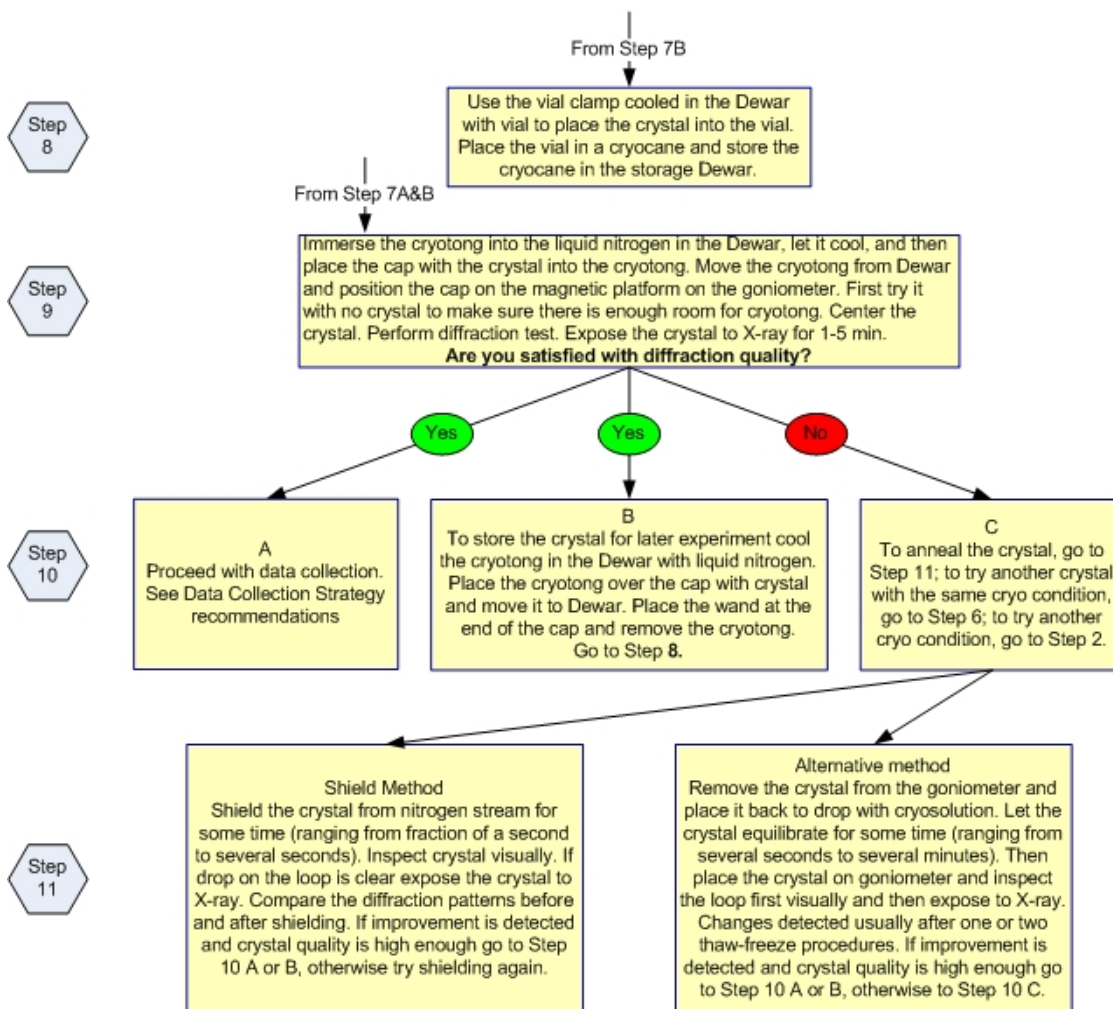 From Step 7B
Step
8
Use the vial clamp cooled in the Dewar
with vial to place the crystal into the vial.
Place the vial in a cryocane and store the
cryocane in the storage Dewar.
From Step 7A&B
Step
9
Immerse the cryotong into the liquid nitrogen in the Dewar, let it cool, and then
place the cap with the crystal into the cryotong. Move the cryotong from Dewar
and position the cap on the magnetic platform on the goniometer. First try it
with no crystal to make sure there is enough room for cryotong. Center the
crystal. Perform diffraction test. Expose the crystal to X-ray for 1-5 min.
Are you satisfied with diffraction quality?
Yes
Yes
No
Step
10
A
Proceed with data collection.
See Data Collection Strategy
recommendations
B
To store the crystal for later experiment cool
the cryotong in the Dewar with liquid nitrogen.
Place the cryotong over the cap with crystal
and move it to Dewar. Place the wand at the
end of the cap and remove the cryotong.
Go to Step 8.
C
To anneal the crystal, go to
Step 11; to try another crystal
with the same cryo condition,
go to Step 6; to try another
cryo condition, go to Step 2.
Step
11
Shield Method
Shield the crystal from nitrogen stream for
some time (ranging from fraction of a second
to several seconds). Inspect crystal visually. If
drop on the loop is clear expose the crystal to
X-ray. Compare the diffraction patterns before
and after shielding. If improvement is detected
and crystal quality is high enough go to Step
10 A or B, otherwise try shielding again.
Alternative method
Remove the crystal from the goniometer and
place it back to drop with cryosolution. Let the
crystal equilibrate for some time (ranging from
several seconds to several minutes). Then
place the crystal on goniometer and inspect
the loop first visually and then expose to X-ray.
Changes detected usually after one or two
thaw-freeze procedures. If improvement is
detected and crystal quality is high enough go
to Step 10 A or B, otherwise to Step 10 C.